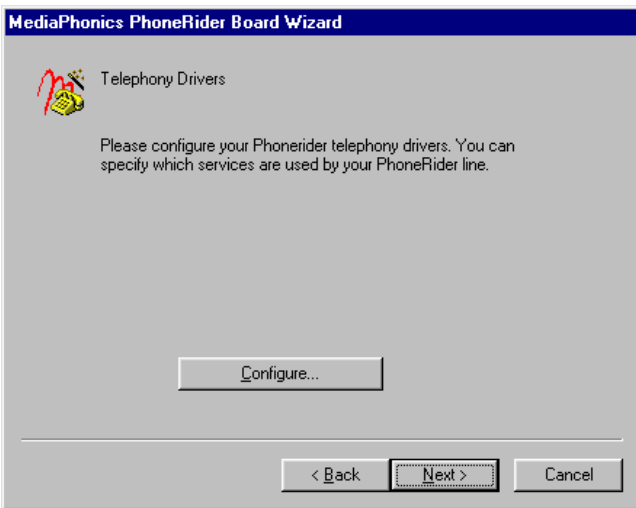 MediaPhonics PhoneRider Board Wizard
Telephony Drivers
Please configure your Phonerider telephony drivers. You can
specify which services are used by your PhoneRider line.
Configure...
< Back
Next >
Cancel